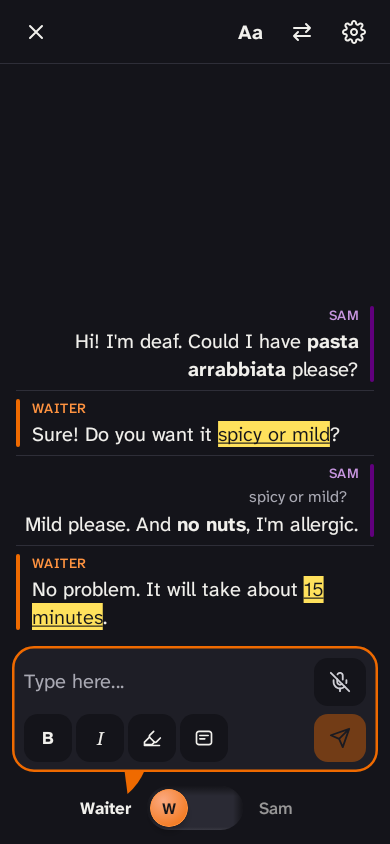 Aa
SAM
Hi! I'm deaf. Could I have pasta
arrabbiata please?
WAITER
Sure! Do you want it spicy or mild?
SAM
spicy or mild?
Mild please. And no nuts, I'm allergic.
WAITER
No problem. It will take about 15
minutes.
Type here...
B I
Waiter W Sam